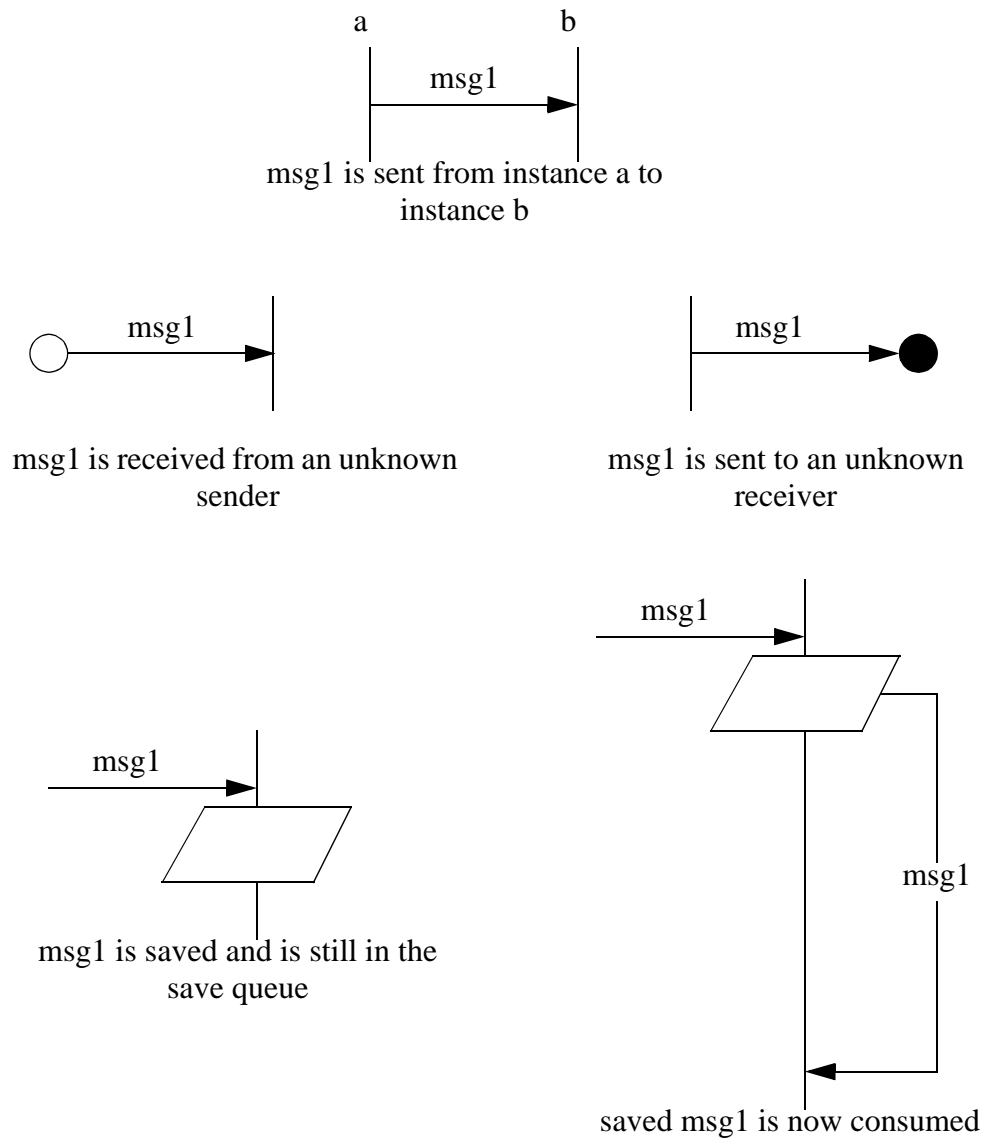 a b
msg1
msg1 is sent from instance a to
instance b
msg1
msg1 is received from an unknown
sender
msg1
msg1 is sent to an unknown
receiver
msg1
msg1 is saved and is still in the
save queue
msg1
msg1
saved msg1 is now consumed